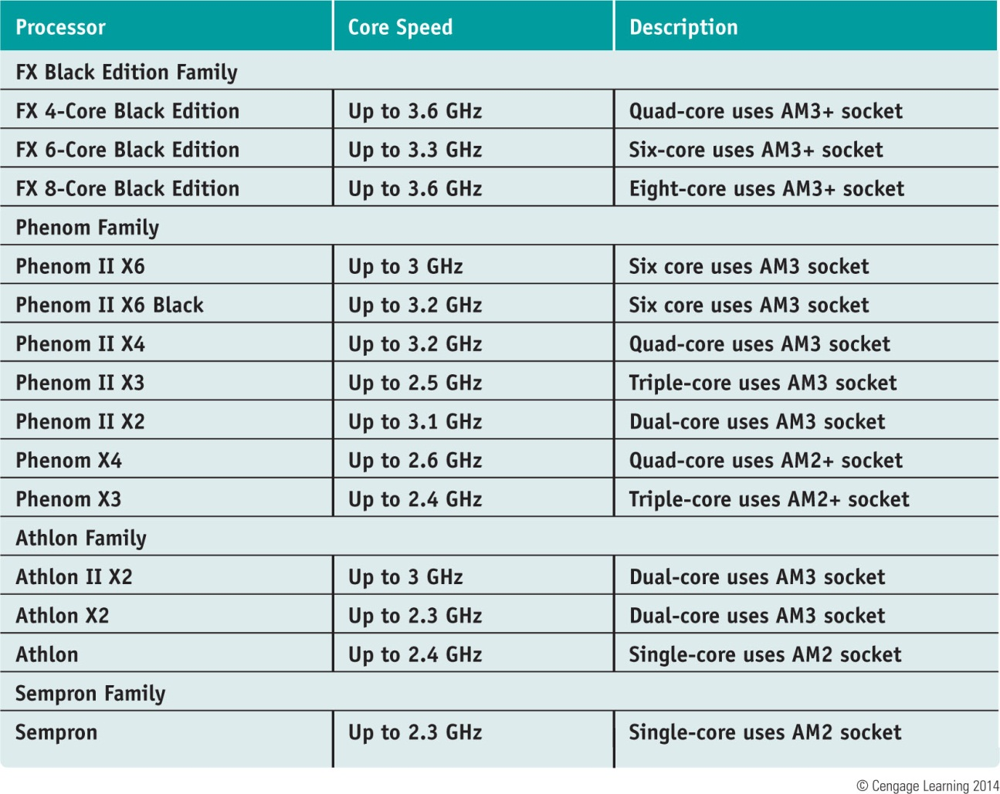 Processor Core Speed Description
FX Black Edition Family
FX 4-Core Black Edition Up to 3.6 GHz Quad-core uses AM3+ socket
FX 6-Core Black Edition Up to 3.3 GHz Six-core uses AM3+ socket
FX 8-Core Black Edition Up to 3.6 GHz Eight-core uses AM3+ socket
Phenom Family
Phenom II X6 Up to 3 GHz Six core uses AM3 socket
Phenom II X6 Black Up to 3.2 GHz Six core uses AM3 socket
Phenom II X4 Up to 3.2 GHz Quad-core uses AM3 socket
Phenom II X3 Up to 2.5 GHz Triple-core uses AM3 socket
Phenom II X2 Up to 3.1 GHz Dual-core uses AM3 socket
Phenom X4 Up to 2.6 GHz Quad-core uses AM2+ socket
Phenom X3 Up to 2.4 GHz Triple-core uses AM2+ socket
Athlon Family
Athlon II X2 Up to 3 GHz Dual-core uses AM3 socket
Athlon X2 Up to 2.3 GHz Dual-core uses AM3 socket
Athlon Up to 2.4 GHz Single-core uses AM2 socket
Sempron Family
Sempron Up to 2.3 GHz Single-core uses AM2 socket
© Cengage Learning 2014